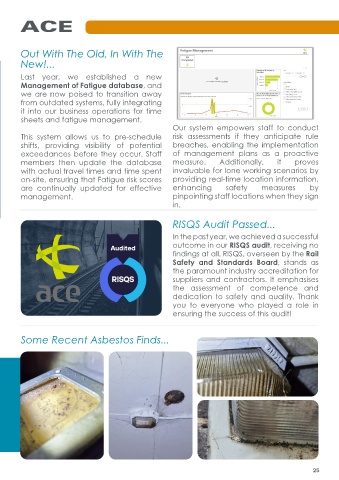 ACE
Out With The Old, In With The
New!...
Last year, we established a new
Management of Fatigue database, and
we are now poised to transition away
from outdated systems, fully integrating
it into our business operations for time
sheets and fatigue management.
This system allows us to pre-schedule
shifts, providing visibility of potential
exceedances before they occur. Staff
members then update the database
with actual travel times and time spent
on-site, ensuring that Fatigue risk scores
are continually updated for effective
management.
Fatigue Management
Our system empowers staff to conduct
risk assessments if they anticipate rule
breaches, enabling the implementation
of management plans as a proactive
measure. Additionally, it proves
invaluable for lone working scenarios by
providing real-time location information,
enhancing safety measures by
pinpointing staff locations when they sign
in.
ace
Audited
RISQS
RISQS Audit Passed...
In the past year, we achieved a successful
outcome in our RISQS audit, receiving no
findings at all. RISQS, overseen by the Rail
Safety and Standards Board, stands as
the paramount industry accreditation for
suppliers and contractors. It emphasises
the assessment of competence and
dedication to safety and quality. Thank
you to everyone who played a role in
ensuring the success of this audit!
Some Recent Asbestos Finds...
25